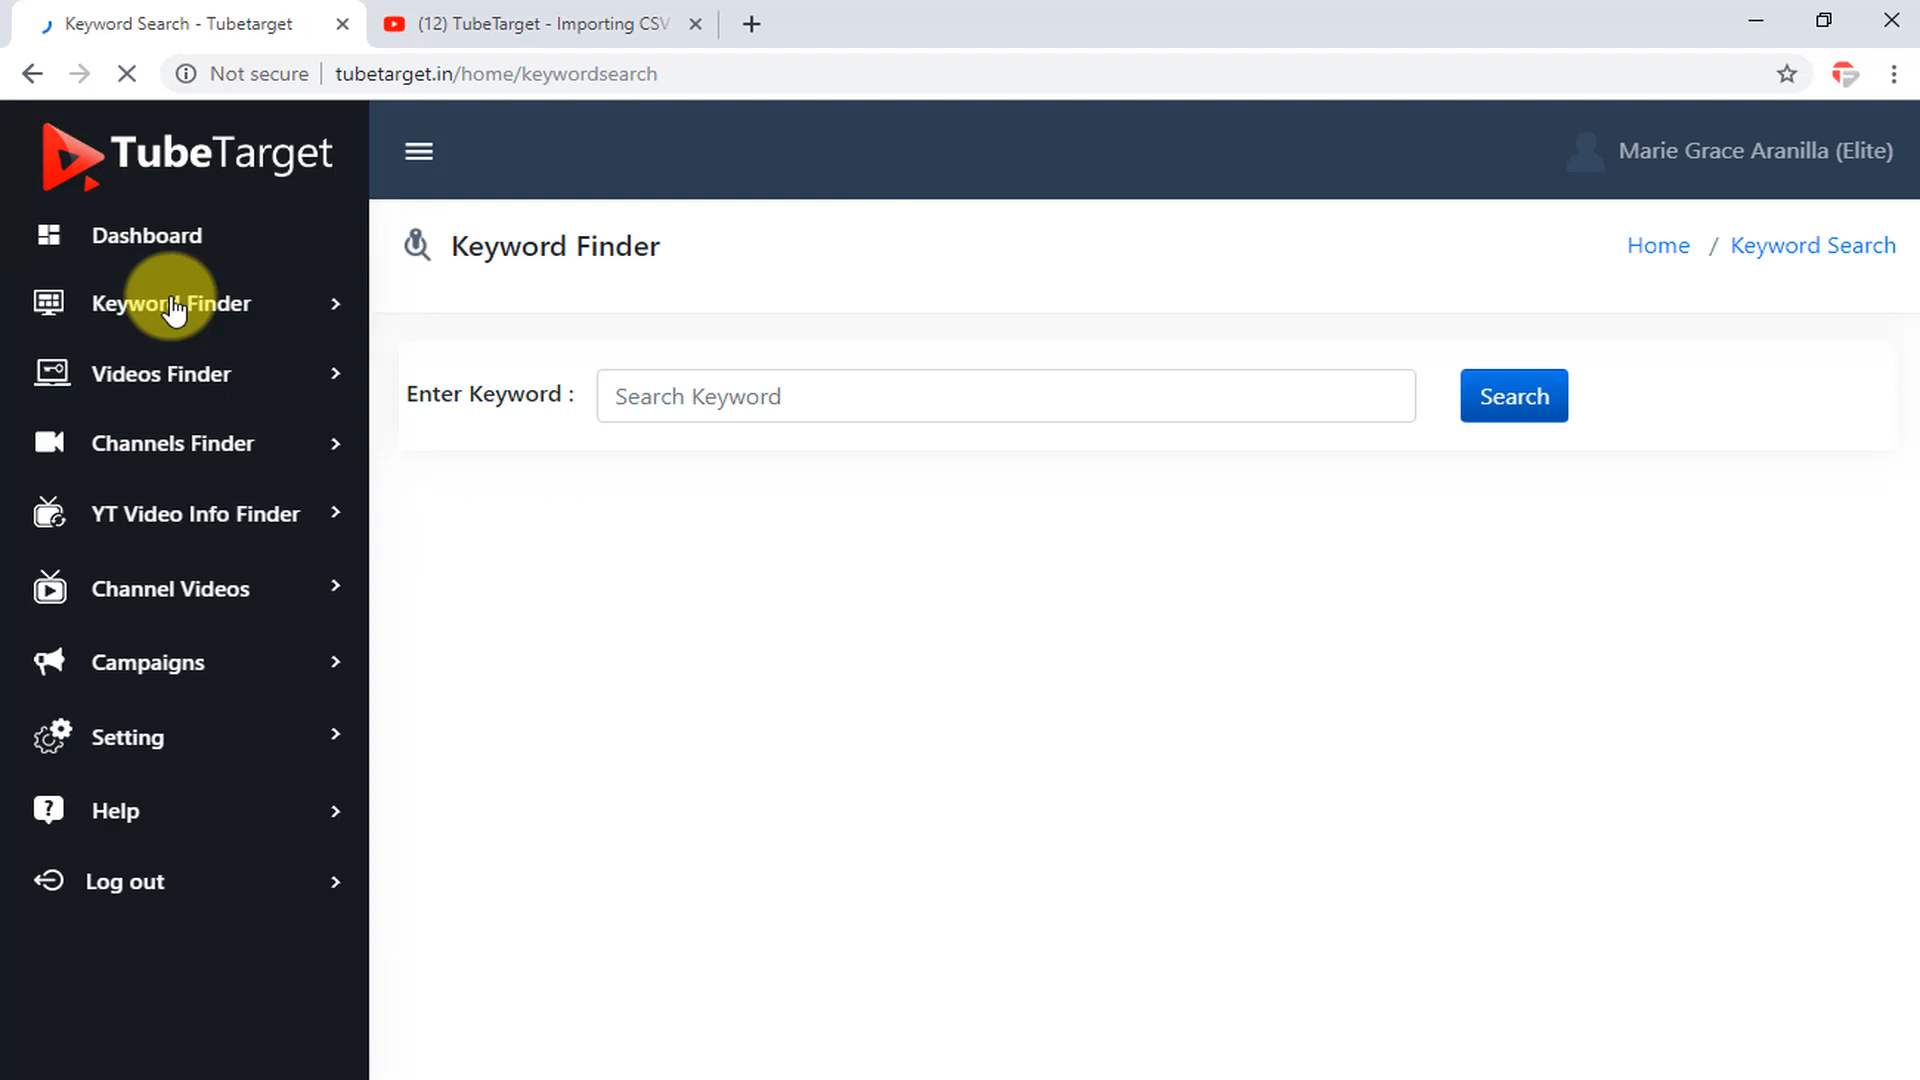 Keyword Search - Tubetarget
(12) TubeTarget - Importing CSV
Not secure
tubetarget.in/home/keywordsearch
TubeTarget
Marie Grace Aranilla (Elite)
Dashboard
Keyword Finder
Videos Finder
Channels Finder
YT Video Info Finder
Channel Videos
Campaigns
Setting
Help
Log out
Keyword Finder
Home / Keyword Search
Enter Keyword :
Search Keyword
Search